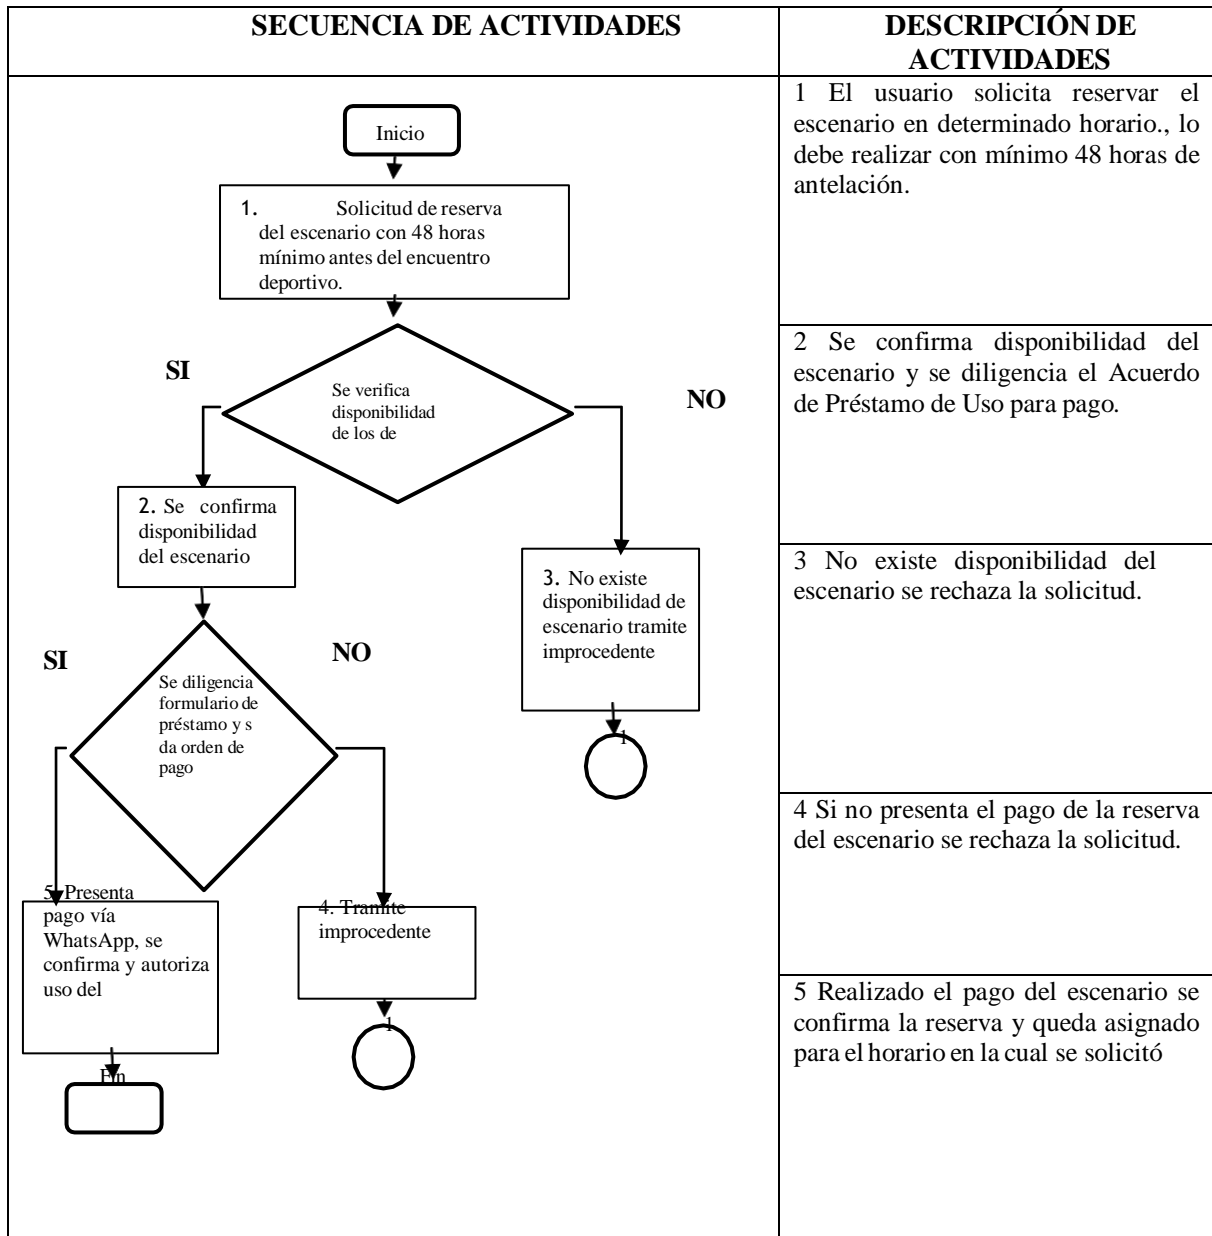 SECUENCIA DE ACTIVIDADES
DESCRIPCIÓN DE
ACTIVIDADES
Inicio
1. Solicitud de reserva
del escenario con 48 horas
mínimo antes del encuentro
deportivo.
SI
Se verifica
disponibilidad
de los de
NO
2. Se confirma
disponibilidad
del escenario
3. No existe
disponibilidad de
escenario tramite
improcedente
1
SI
NO
Se diligencia
formulario de
préstamo y s
da orden de
pago
5. Presenta
pago vía
WhatsApp, se
confirma y autoriza
uso del
4. Tramite
improcedente
1
Fin
1 El usuario solicita reservar el
escenario en determinado horario., lo
debe realizar con mínimo 48 horas de
antelación.
2 Se confirma disponibilidad del
escenario y se diligencia el Acuerdo
de Préstamo de Uso para pago.
3 No existe disponibilidad del
escenario se rechaza la solicitud.
4 Si no presenta el pago de la reserva
del escenario se rechaza la solicitud.
5 Realizado el pago del escenario se
confirma la reserva y queda asignado
para el horario en la cual se solicitó